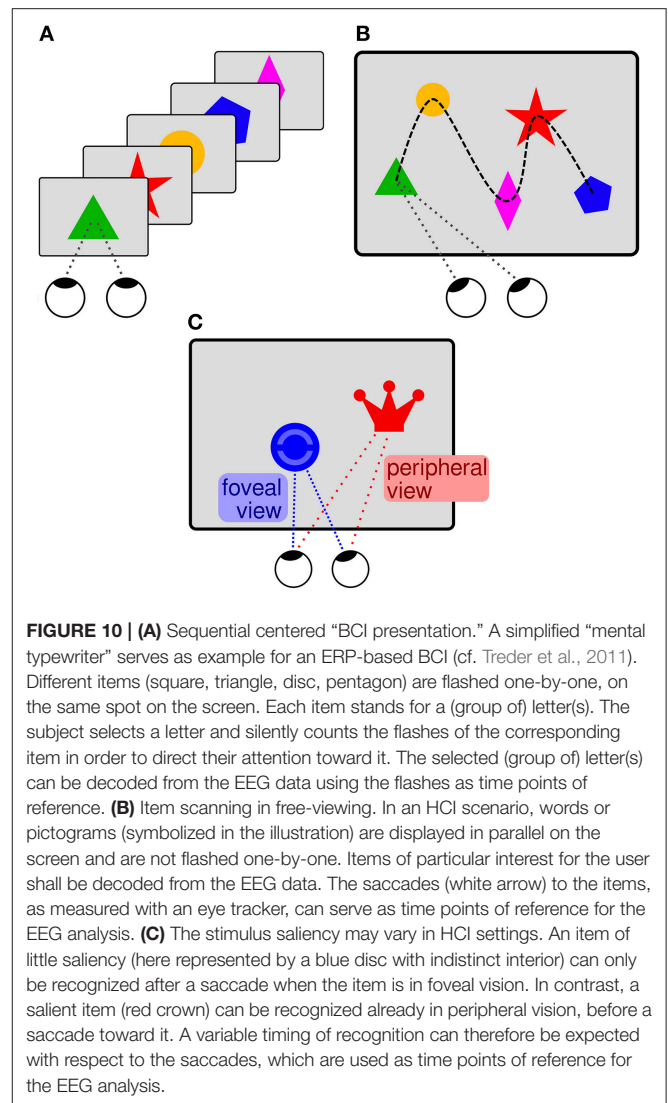 A
B
C
foveal
view
peripheral
view
FIGURE 10 | (A) Sequential centered “BCI presentation.” A simplified “mental
typewriter” serves as example for an ERP-based BCI (cf. Treder et al., 2011).
Different items (square, triangle, disc, pentagon) are flashed one-by-one, on
the same spot on the screen. Each item stands for a (group of) letter(s). The
subject selects a letter and silently counts the flashes of the corresponding
item in order to direct their attention toward it. The selected (group of) letter(s)
can be decoded from the EEG data using the flashes as time points of
reference. (B) Item scanning in free-viewing. In an HCI scenario, words or
pictograms (symbolized in the illustration) are displayed in parallel on the
screen and are not flashed one-by-one. Items of particular interest for the user
shall be decoded from the EEG data. The saccades (white arrow) to the items,
as measured with an eye tracker, can serve as time points of reference for the
EEG analysis. (C) The stimulus saliency may vary in HCI settings. An item of
little saliency (here represented by a blue disc with indistinct interior) can only
be recognized after a saccade when the item is in foveal vision. In contrast, a
salient item (red crown) can be recognized already in peripheral vision, before a
saccade toward it. A variable timing of recognition can therefore be expected
with respect to the saccades, which are used as time points of reference for
the EEG analysis.